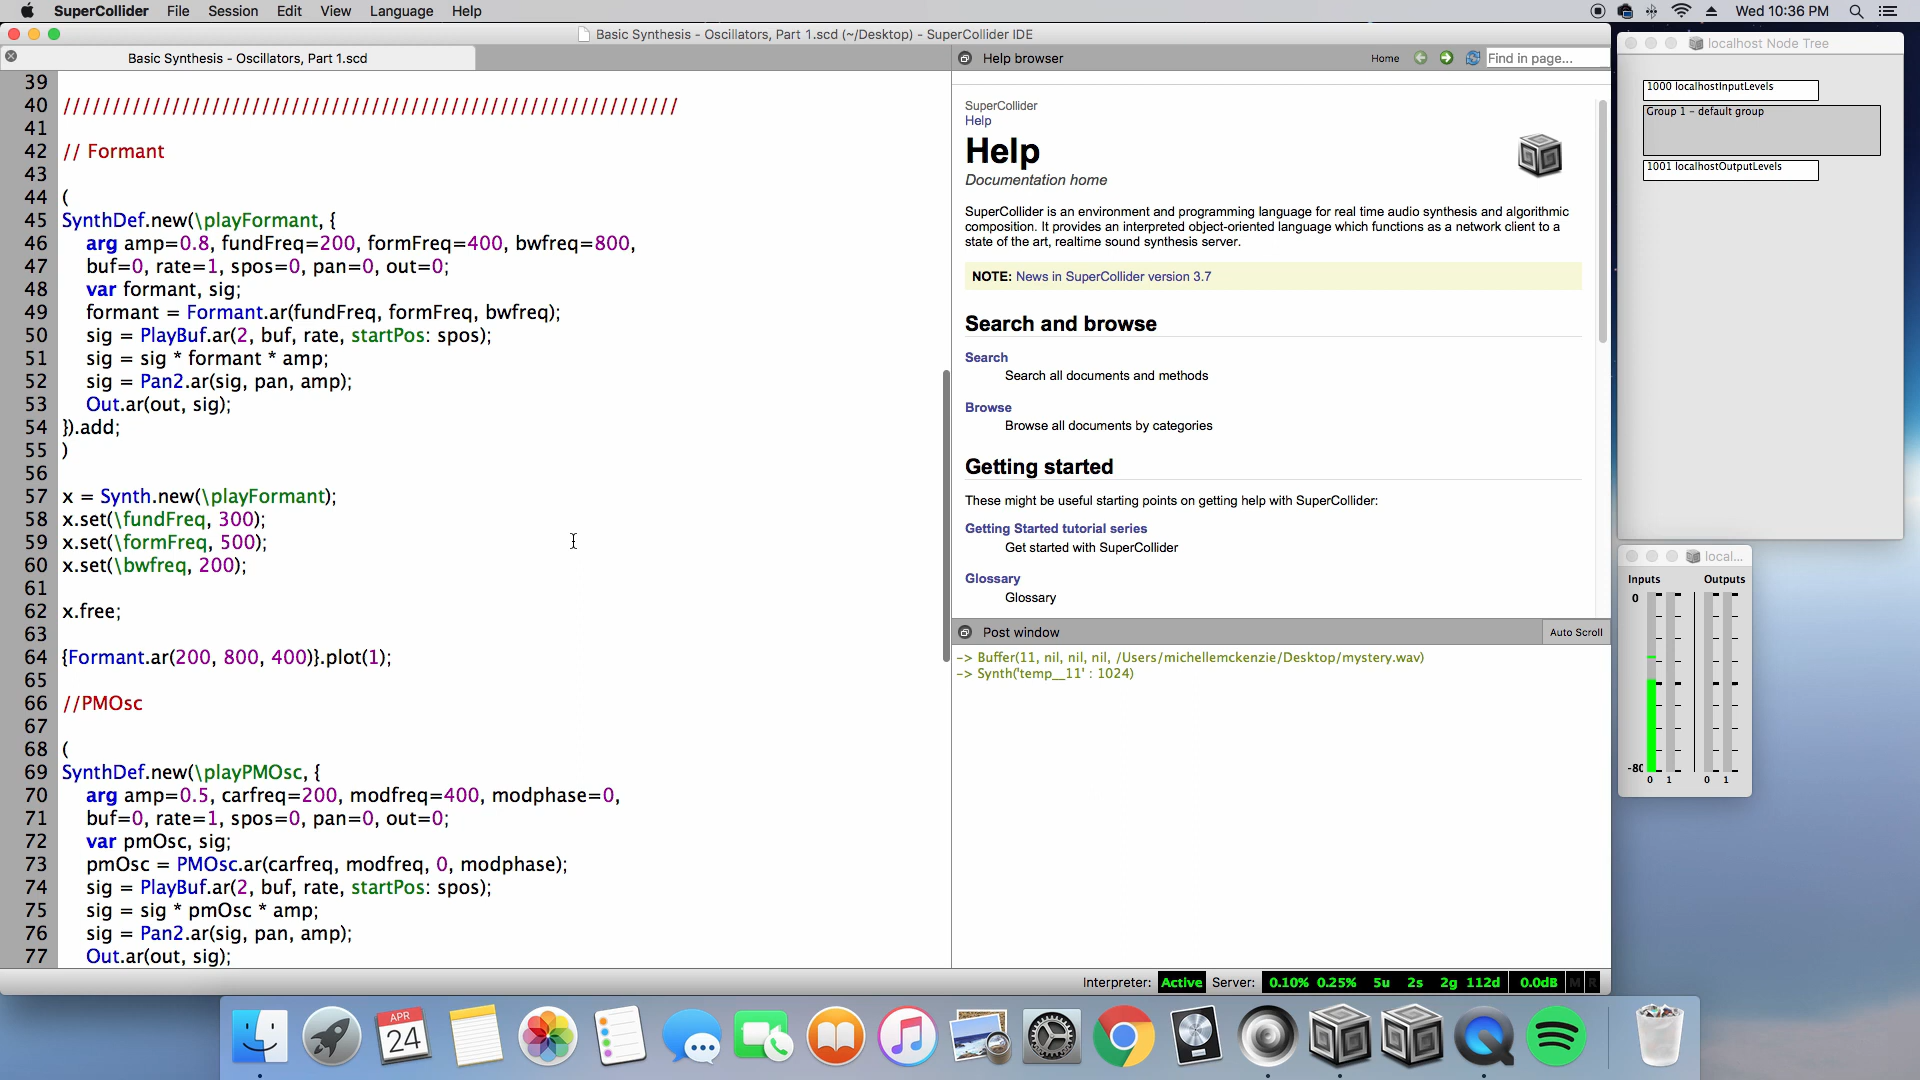 SuperCollider File Session Edit View Language Help
Wed 10:36 PM
Basic Synthesis - Oscillators, Part 1.scd (~/Desktop) - SuperCollider IDE
Basic Synthesis - Oscillators, Part 1.scd
39
40 //////////////////////////////////////////////////////////////
41
42 // Formant
43
44 (
45 SynthDef.new(\playFormant, {
46 arg amp=0.8, fundFreq=200, formFreq=400, bwfreq=800,
47 buf=0, rate=1, spos=0, pan=0, out=0;
48 var formant, sig;
49 formant = Formant.ar(fundFreq, formFreq, bwfreq);
50 sig = PlayBuf.ar(2, buf, rate, startPos: spos);
51 sig = sig * formant * amp;
52 sig = Pan2.ar(sig, pan, amp);
53 Out.ar(out, sig);
54 }).add;
55 )
56
57 x = Synth.new(\playFormant);
58 x.set(\fundFreq, 300);
59 x.set(\formFreq, 500);
60 x.set(\bwfreq, 200);
61
62 x.free;
63
64 {Formant.ar(200, 800, 400)}.plot(1);
65
66 //PMOsc
67
68 (
69 SynthDef.new(\playPMOsc, {
70 arg amp=0.5, carfreq=200, modfreq=400, modphase=0,
71 buf=0, rate=1, spos=0, pan=0, out=0;
72 var pmOsc, sig;
73 pmOsc = PMOsc.ar(carfreq, modfreq, 0, modphase);
74 sig = PlayBuf.ar(2, buf, rate, startPos: spos);
75 sig = sig * pmOsc * amp;
76 sig = Pan2.ar(sig, pan, amp);
77 Out.ar(out, sig);
Help browser
Home
Find in page...
SuperCollider
Help
Help
Documentation home
SuperCollider is an environment and programming language for real time audio synthesis and algorithmic
composition. It provides an interpreted object-oriented language which functions as a network client to a
state of the art, realtime sound synthesis server.
NOTE: News in SuperCollider version 3.7
Search and browse
Search
Search all documents and methods
Browse
Browse all documents by categories
Getting started
These might be useful starting points on getting help with SuperCollider:
Getting Started tutorial series
Get started with SuperCollider
Glossary
Glossary
Post window
Auto Scroll
-> Buffer(11, nil, nil, nil, /Users/michellemckenzie/Desktop/mystery.wav)
-> Synth('temp__11' : 1024)
Interpreter: Active Server: 0.10% 0.25% 5u 2s 2g 112d 0.0dB M R
localhost Node Tree
1000 localhostInputLevels
Group 1 - default group
1001 localhostOutputLevels
local...
Inputs Outputs
0
-80
0 1 0 1
APR
24